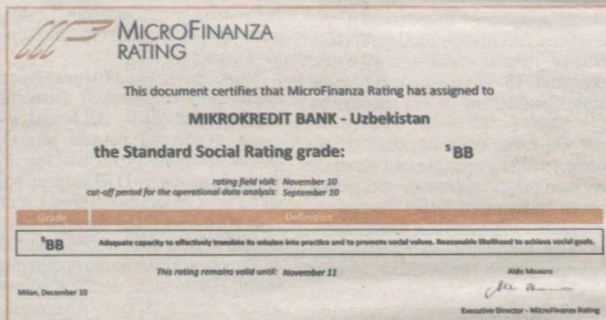 MICROFINANZA
RATING
This document certifies that MicroFinanza Rating has assigned to
MIKROKREDIT BANK - Uzbekistan
the Standard Social Rating grade: sBB
rating field visit: November 10
cut-off period for the operational data analysis: September 10
Grade Definition
sBB Adequate capacity to effectively translate its mission into practice and to promote social values. Reasonable likelihood to achieve social goals.
This rating remains valid until: November 11
Aldo Moauro
Milan, December 10
Executive Director - MicroFinanza Rating